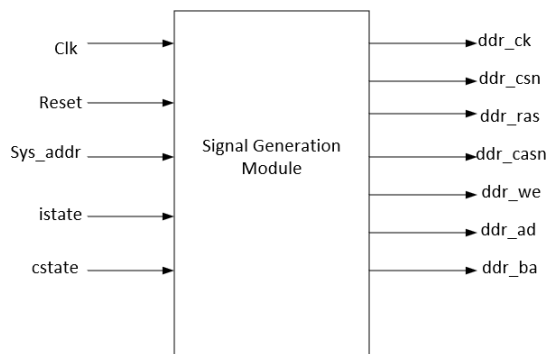 Clk
Reset
Sys_addr
istate
cstate
Signal Generation
Module
ddr_ck
ddr_csn
ddr_ras
ddr_casn
ddr_we
ddr_ad
ddr_ba